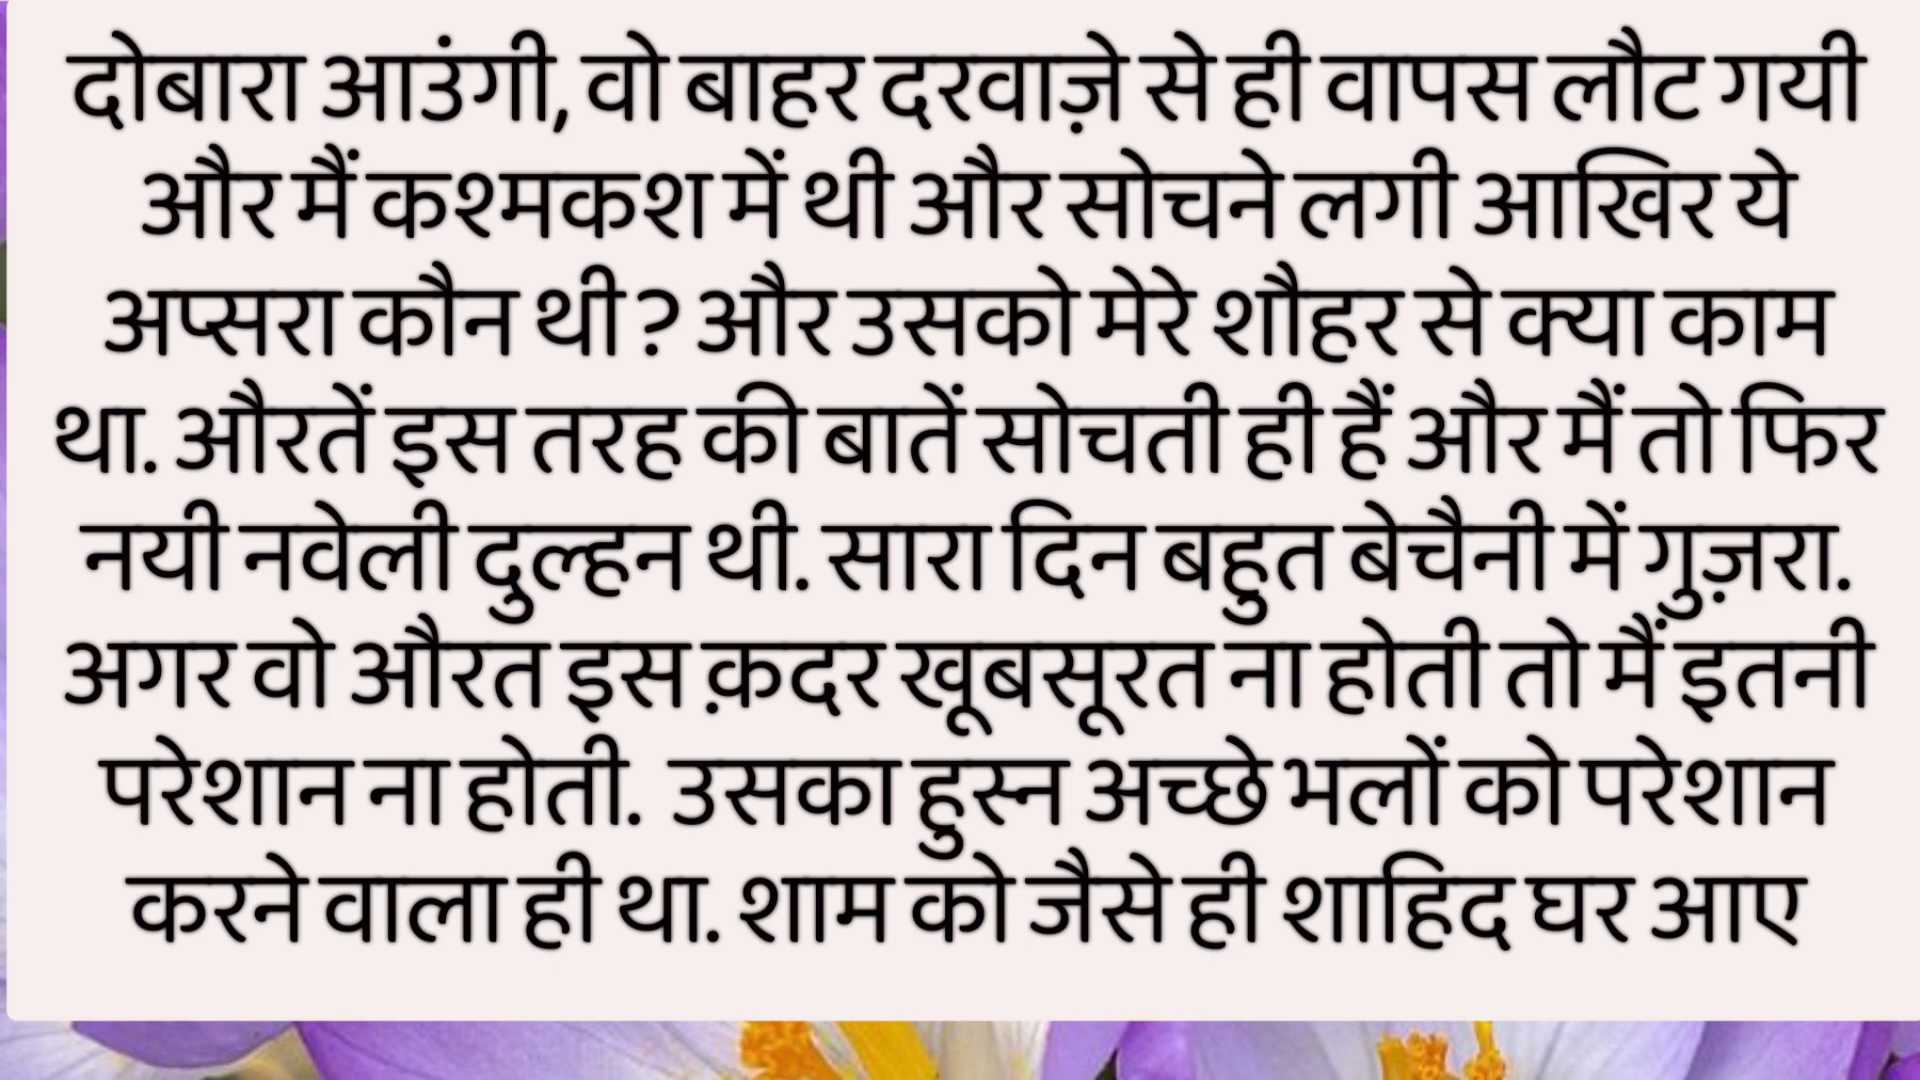 दोबारा आउंगी, वो बाहर दरवाज़े से ही वापस लौट गयी
और मैं कश्मकश में थी और सोचने लगी आखिर ये
अप्सरा कौन थी? और उसको मेरे शौहर से क्या काम
था. औरतें इस तरह की बातें सोचती ही हैं और मैं तो फिर
नयी नवेली दुल्हन थी. सारा दिन बहुत बेचैनी में गुज़रा.
अगर वो औरत इस क़दर खूबसूरत ना होती तो मैं इतनी
परेशान ना होती. उसका हुस्न अच्छे भलों को परेशान
करने वाला ही था. शाम को जैसे ही शाहिद घर आए